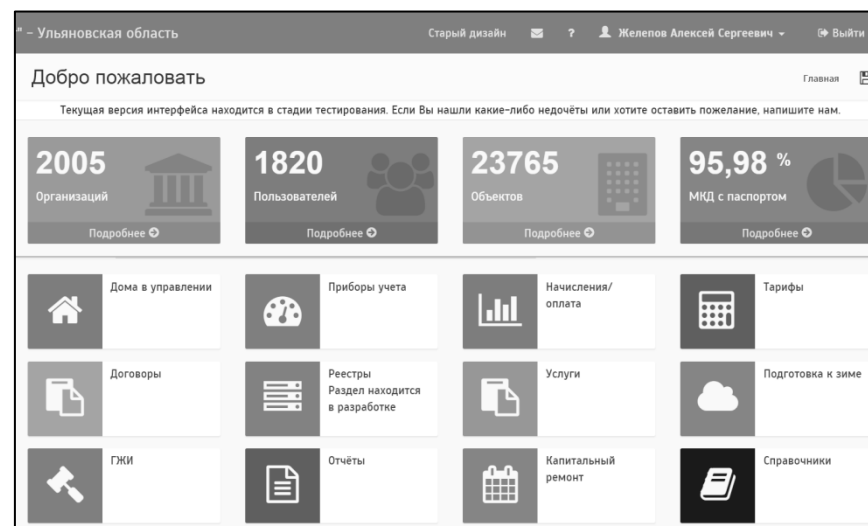 " – Ульяновская область
Старый дизайн
?
Желепов Алексей Сергеевич
Выйти
Добро пожаловать
Главная
Текущая версия интерфейса находится в стадии тестирования. Если Вы нашли какие-либо недочёты или хотите оставить пожелание, напишите нам.
2005
Организаций
Подробнее
1820
Пользователей
Подробнее
23765
Объектов
Подробнее
95,98 %
МКД с паспортом
Подробнее
Дома в управлении
Приборы учета
Начисления/
оплата
Тарифы
Договоры
Реестры
Раздел находится
в разработке
Услуги
Подготовка к зиме
ГЖИ
Отчёты
Капитальный
ремонт
Справочники